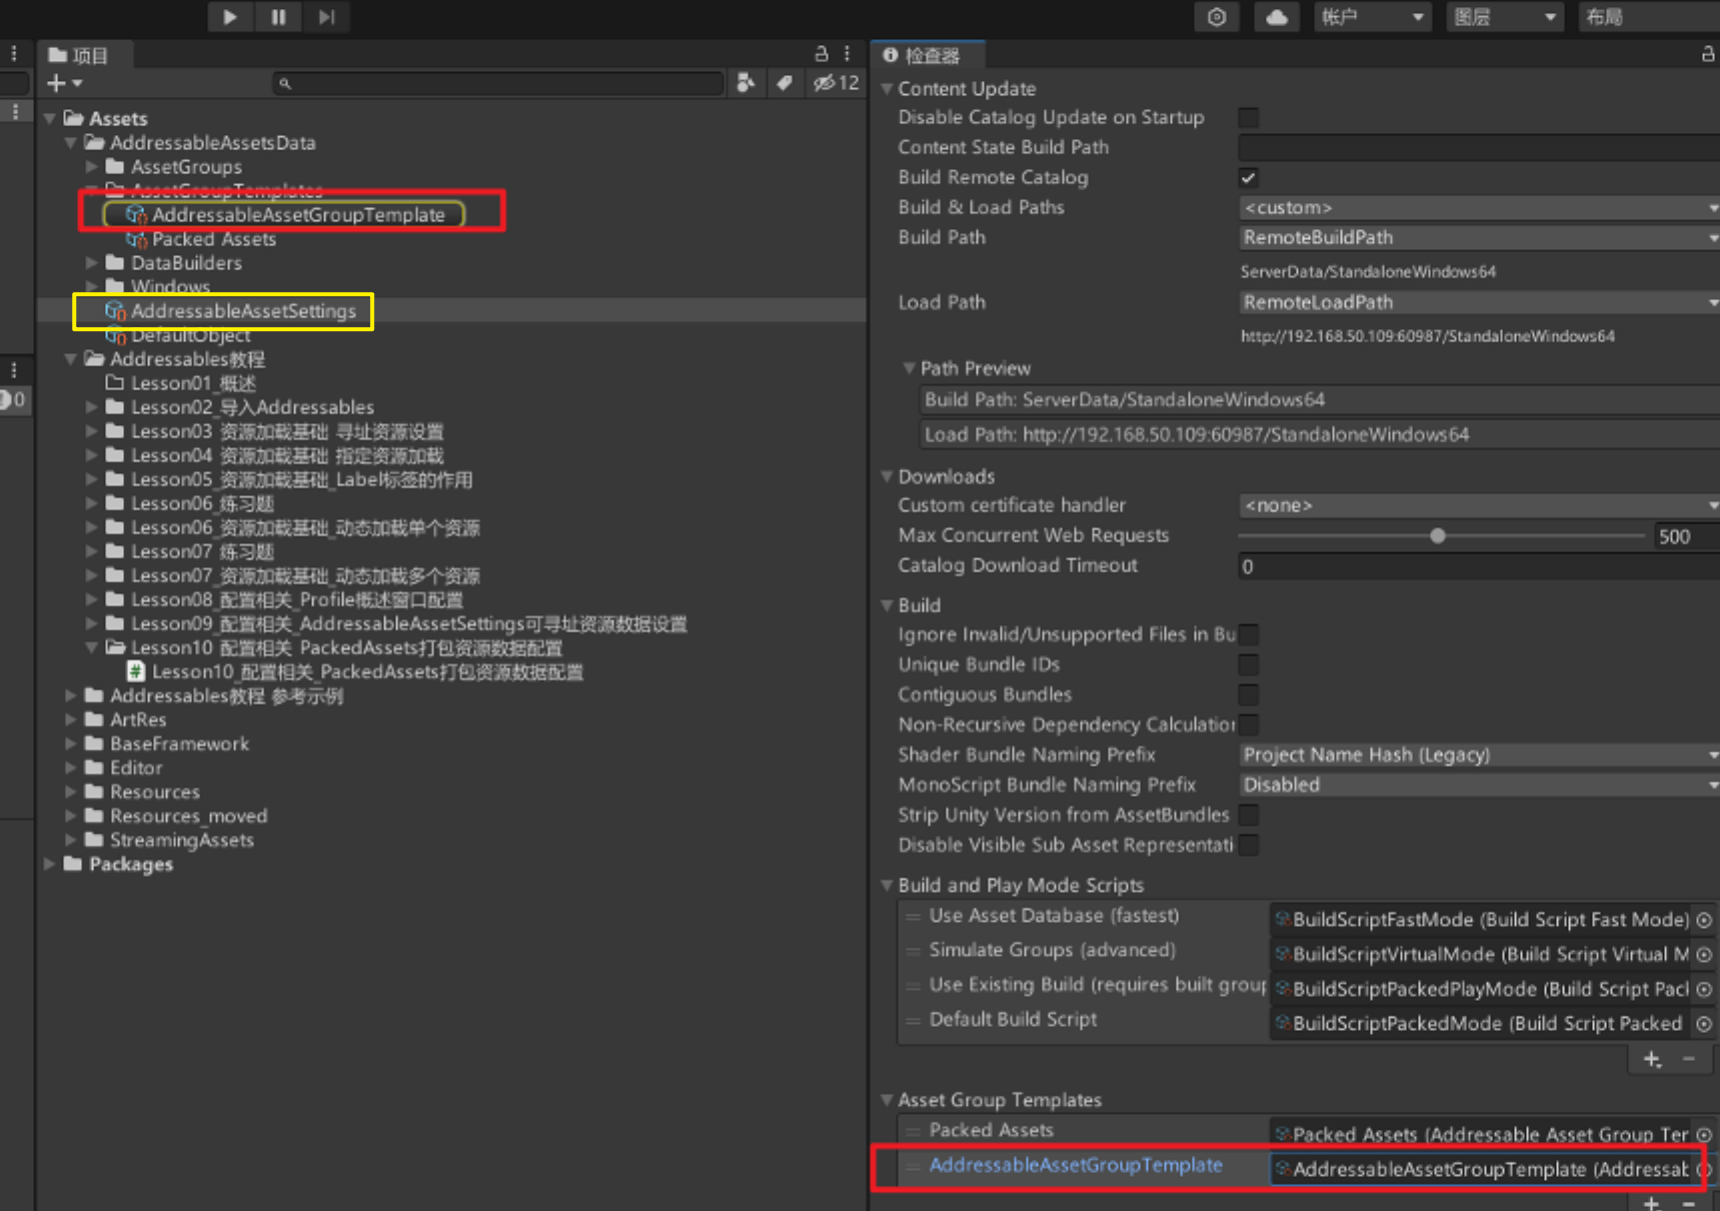 帐户
图层
布局
项目
12
Assets
AddressableAssetsData
AssetGroups
AssetGroupTemplates
AddressableAssetGroupTemplate
Packed Assets
DataBuilders
Windows
AddressableAssetSettings
DefaultObject
Addressables教程
Lesson01_概述
Lesson02_导入Addressables
Lesson03_资源加载基础_寻址资源设置
Lesson04_资源加载基础_指定资源加载
Lesson05_资源加载基础_Label标签的作用
Lesson06_练习题
Lesson06_资源加载基础_动态加载单个资源
Lesson07_练习题
Lesson07_资源加载基础_动态加载多个资源
Lesson08_配置相关_Profile概述窗口配置
Lesson09_配置相关_AddressableAssetSettings可寻址资源数据设置
Lesson10_配置相关_PackedAssets打包资源数据配置
Lesson10_配置相关_PackedAssets打包资源数据配置
Addressables教程_参考示例
ArtRes
BaseFramework
Editor
Resources
Resources_moved
StreamingAssets
Packages
0
检查器
Content Update
Disable Catalog Update on Startup
Content State Build Path
Build Remote Catalog
Build & Load Paths <custom>
Build Path RemoteBuildPath
ServerData/StandaloneWindows64
Load Path RemoteLoadPath
http://192.168.50.109:60987/StandaloneWindows64
Path Preview
Build Path: ServerData/StandaloneWindows64
Load Path: http://192.168.50.109:60987/StandaloneWindows64
Downloads
Custom certificate handler <none>
Max Concurrent Web Requests 500
Catalog Download Timeout 0
Build
Ignore Invalid/Unsupported Files in Bu
Unique Bundle IDs
Contiguous Bundles
Non-Recursive Dependency Calculation
Shader Bundle Naming Prefix Project Name Hash (Legacy)
MonoScript Bundle Naming Prefix Disabled
Strip Unity Version from AssetBundles
Disable Visible Sub Asset Representati
Build and Play Mode Scripts
Use Asset Database (fastest) BuildScriptFastMode (Build Script Fast Mode)
Simulate Groups (advanced) BuildScriptVirtualMode (Build Script Virtual M
Use Existing Build (requires built group BuildScriptPackedPlayMode (Build Script Pack
Default Build Script BuildScriptPackedMode (Build Script Packed
Asset Group Templates
Packed Assets Packed Assets (Addressable Asset Group Ter
AddressableAssetGroupTemplate AddressableAssetGroupTemplate (Addressab